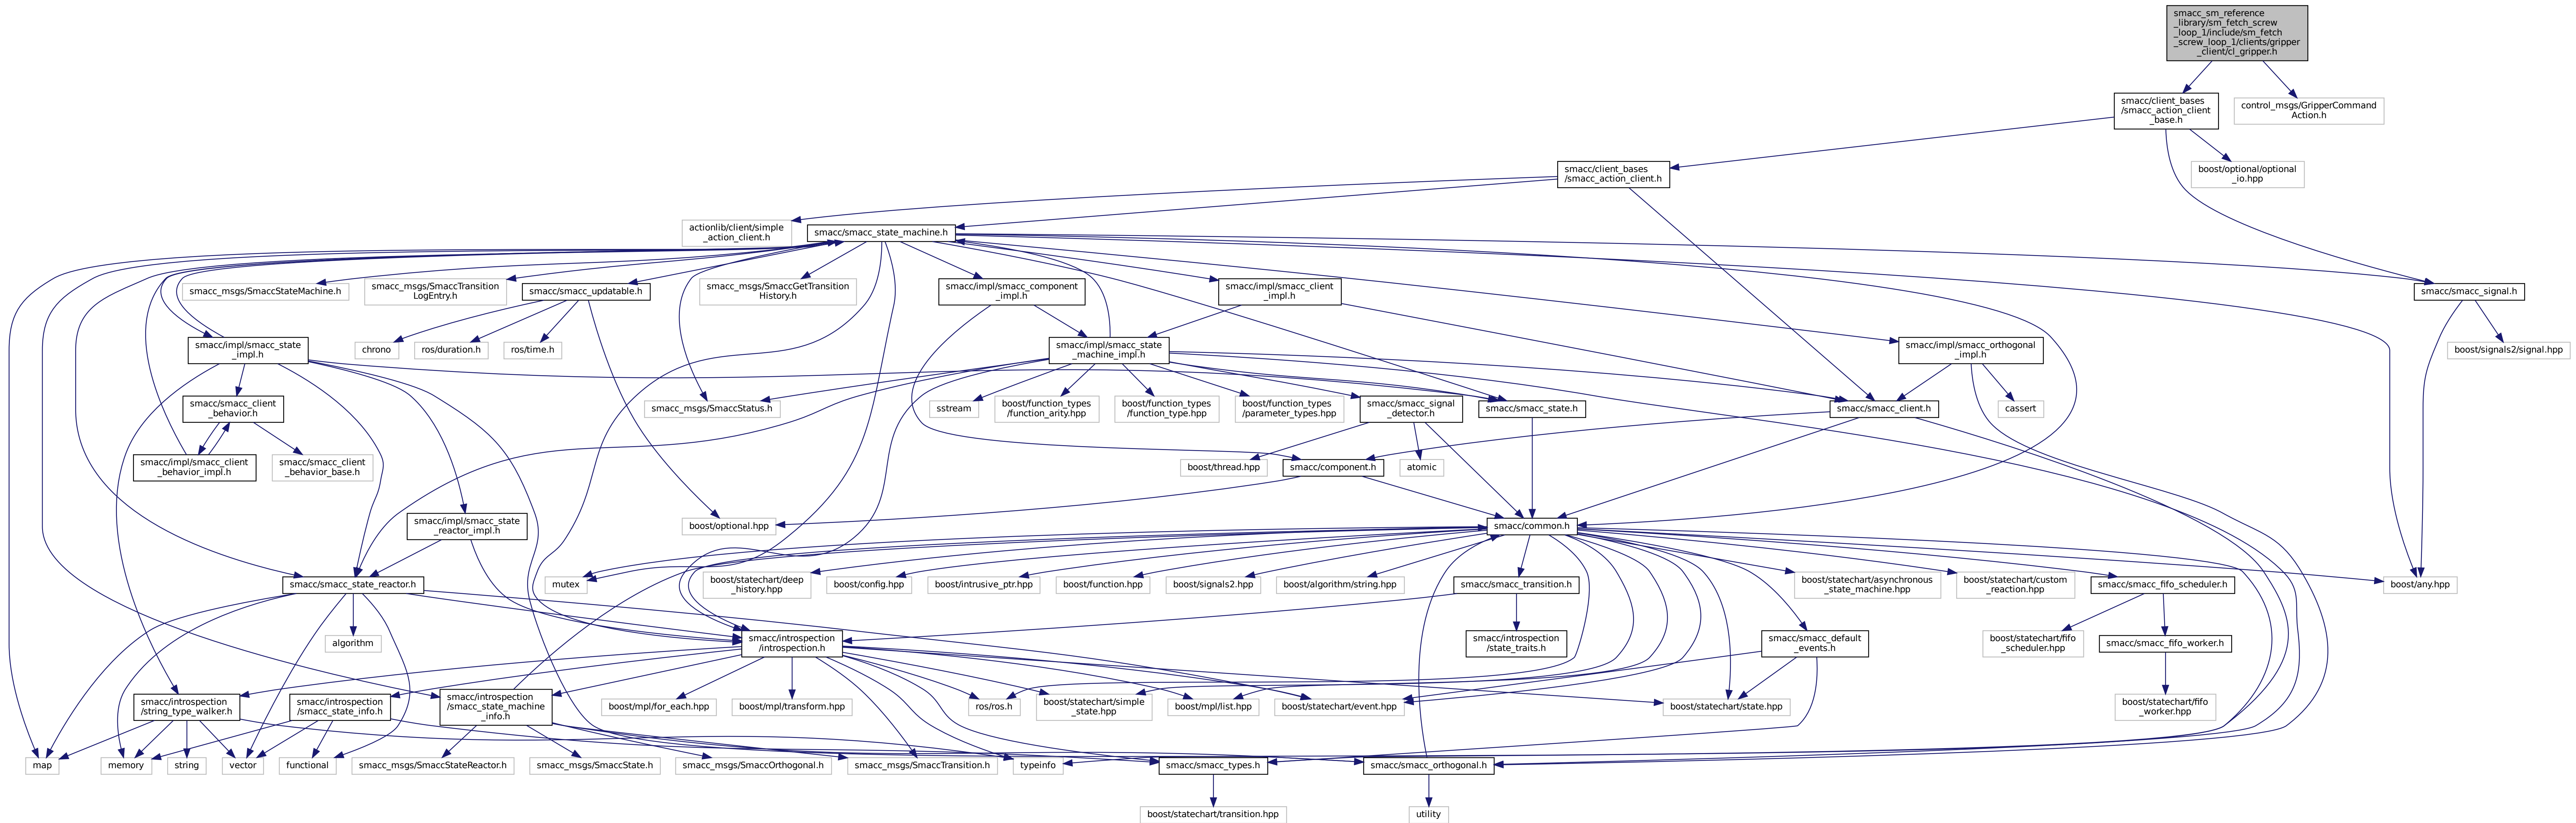 smacc_sm_reference
_library/sm_fetch_screw
_loop_1/include/sm_fetch
_screw_loop_1/clients/gripper
_client/cl_gripper.h
smacc/client_bases
/smacc_action_client
_base.h
control_msgs/GripperCommand
Action.h
smacc/client_bases
/smacc_action_client.h
boost/optional/optional
_io.hpp
actionlib/client/simple
_action_client.h
smacc/smacc_state_machine.h
smacc_msgs/SmaccStateMachine.h
smacc_msgs/SmaccTransition
LogEntry.h
smacc/smacc_updatable.h
smacc_msgs/SmaccGetTransition
History.h
smacc/impl/smacc_component
_impl.h
smacc/impl/smacc_client
_impl.h
smacc/smacc_signal.h
smacc/impl/smacc_state
_impl.h
chrono
ros/duration.h
ros/time.h
smacc/impl/smacc_state
_machine_impl.h
smacc/impl/smacc_orthogonal
_impl.h
boost/signals2/signal.hpp
smacc/smacc_client
_behavior.h
smacc_msgs/SmaccStatus.h
sstream
boost/function_types
/function_arity.hpp
boost/function_types
/function_type.hpp
boost/function_types
/parameter_types.hpp
smacc/smacc_signal
_detector.h
smacc/smacc_state.h
smacc/smacc_client.h
cassert
smacc/impl/smacc_client
_behavior_impl.h
smacc/smacc_client
_behavior_base.h
boost/thread.hpp
smacc/component.h
atomic
smacc/impl/smacc_state
_reactor_impl.h
boost/optional.hpp
smacc/common.h
smacc/smacc_state_reactor.h
mutex
boost/statechart/deep
_history.hpp
boost/config.hpp
boost/intrusive_ptr.hpp
boost/function.hpp
boost/signals2.hpp
boost/algorithm/string.hpp
smacc/smacc_transition.h
boost/statechart/asynchronous
_state_machine.hpp
boost/statechart/custom
_reaction.hpp
smacc/smacc_fifo_scheduler.h
boost/any.hpp
algorithm
smacc/introspection
/introspection.h
smacc/introspection
/state_traits.h
smacc/smacc_default
_events.h
boost/statechart/fifo
_scheduler.hpp
smacc/smacc_fifo_worker.h
smacc/introspection
/string_type_walker.h
smacc/introspection
/smacc_state_info.h
smacc/introspection
/smacc_state_machine
_info.h
boost/mpl/for_each.hpp
boost/mpl/transform.hpp
ros/ros.h
boost/statechart/simple
_state.hpp
boost/mpl/list.hpp
boost/statechart/event.hpp
boost/statechart/state.hpp
boost/statechart/fifo
_worker.hpp
map
memory
string
vector
functional
smacc_msgs/SmaccStateReactor.h
smacc_msgs/SmaccState.h
smacc_msgs/SmaccOrthogonal.h
smacc_msgs/SmaccTransition.h
typeinfo
smacc/smacc_types.h
smacc/smacc_orthogonal.h
boost/statechart/transition.hpp
utility